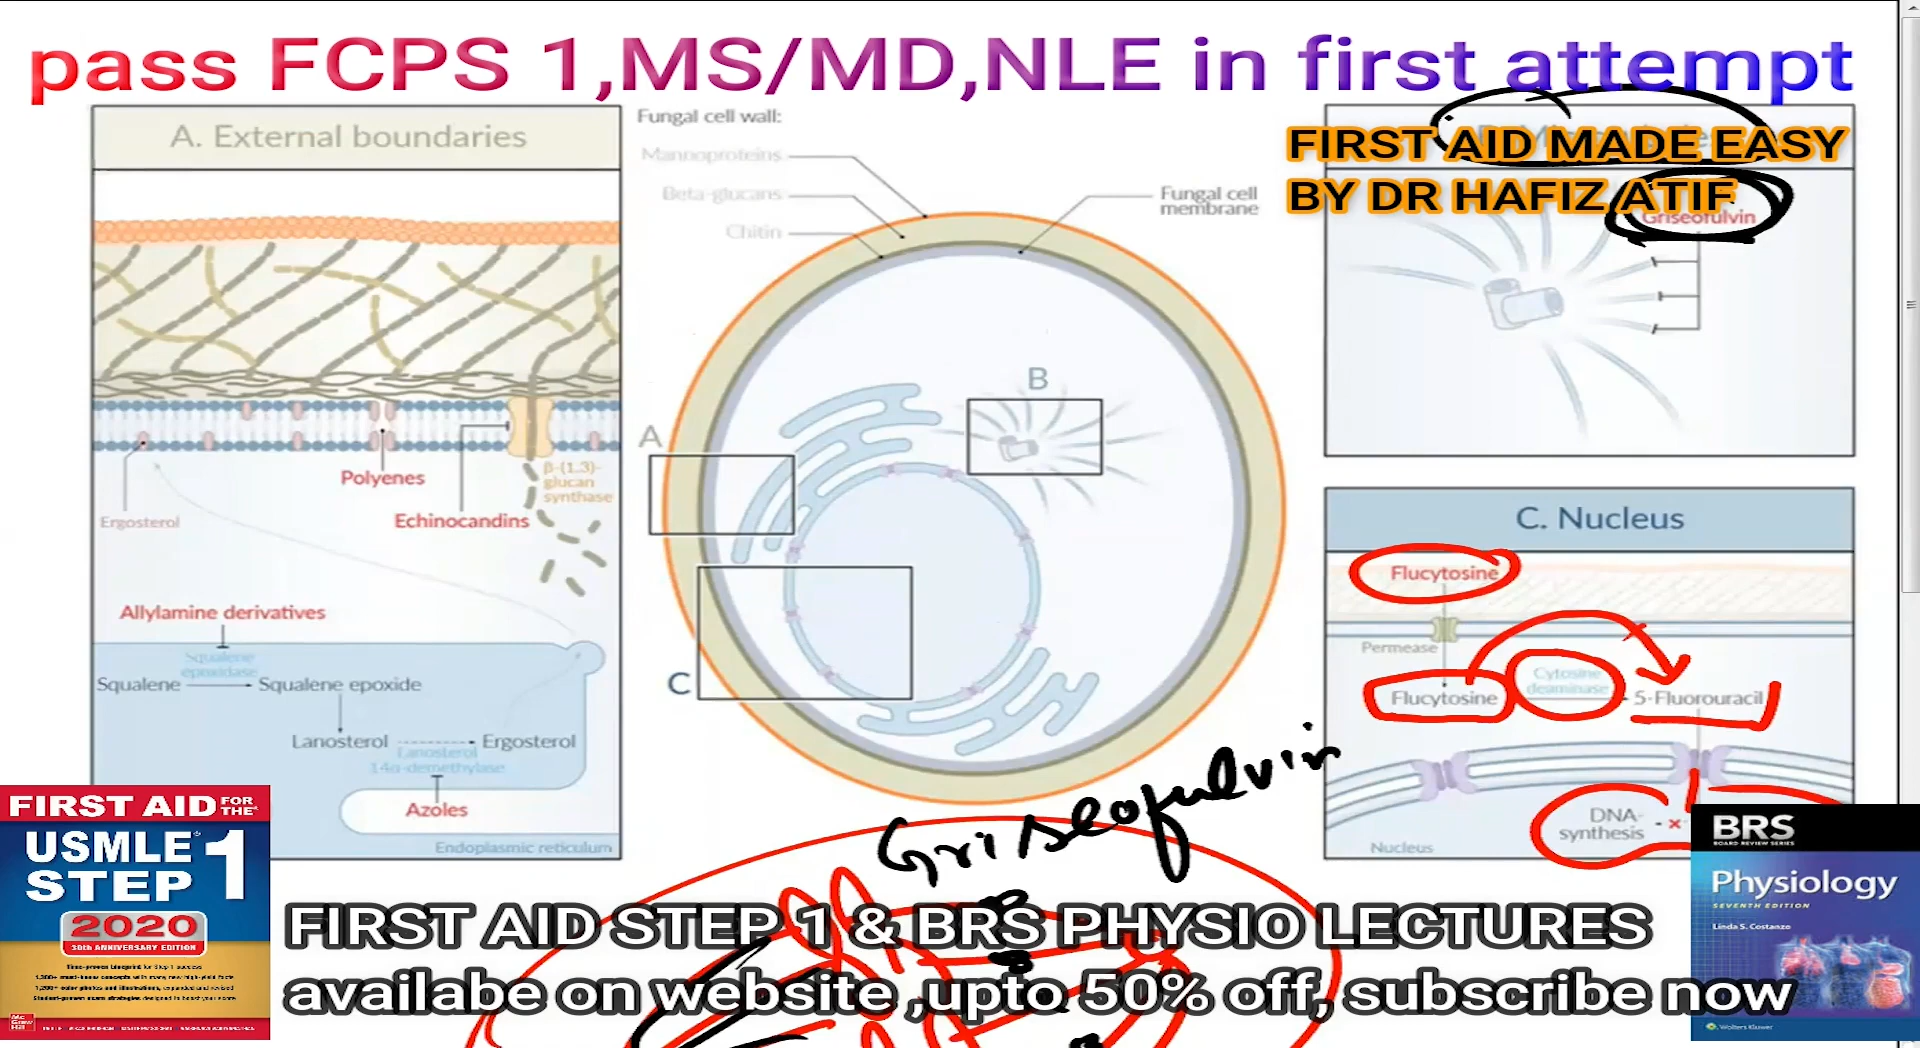 pass FCPS 1,MS/MD,NLE in first attempt
A. External boundaries
Polyenes
Echinocandins
Ergosterol
β-(1,3)-
glucan
synthase
Allylamine derivatives
Squalene
epoxidase
Squalene
Squalene epoxide
Lanosterol
Ergosterol
Lanosterol
14α-demethylase
Azoles
Endoplasmic reticulum
Fungal cell wall:
Mannoproteins
Beta-glucans
Chitin
Fungal cell
membrane
A
B
C
FIRST AID MADE EASY
BY DR HAFIZ ATIF
Griseofulvin
C. Nucleus
Flucytosine
Permease
Flucytosine
Cytosine
deaminase
5-Fluorouracil
DNA-
synthesis
Nucleus
Griseofulvin
FIRST AID FOR THE
USMLE
STEP 1
2020
30th ANNIVERSARY EDITION
BRS
BOARD REVIEW SERIES
Physiology
SEVENTH EDITION
Linda S. Costanzo
Wolters Kluwer
FIRST AID STEP 1 & BRS PHYSIO LECTURES
availabe on website ,upto 50% off, subscribe now